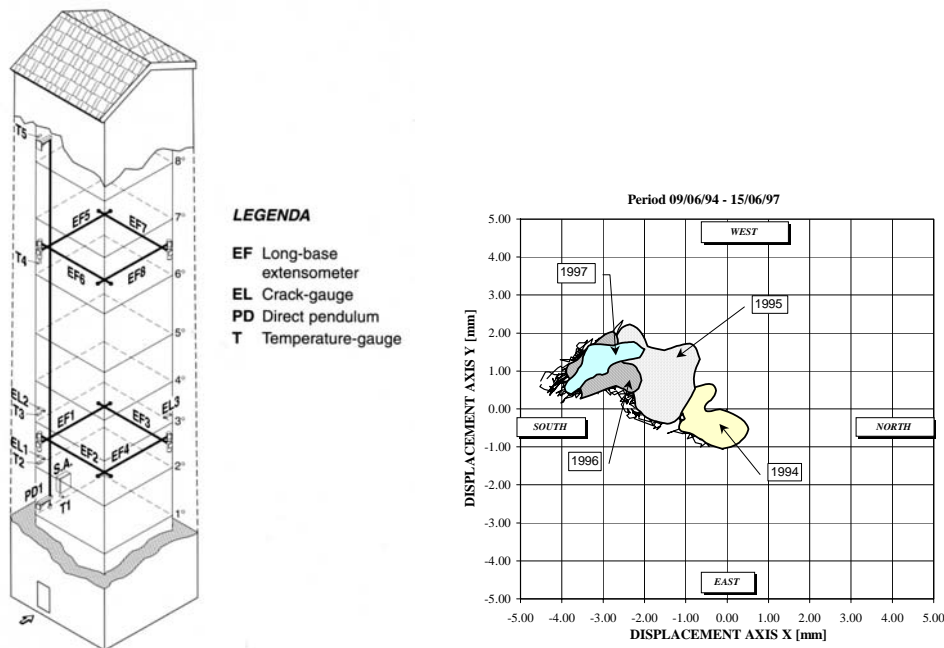 T5
8°
EF5
EF7
7°
T4
EF6
EF8
6°
5°
4°
EL2
T3
EF1
EF3
EL3
3°
EL1
T2
EF2
EF4
S.A.
2°
PD1
T1
1°
LEGENDA
EF Long-base
extensometer
EL Crack-gauge
PD Direct pendulum
T Temperature-gauge
Period 09/06/94 - 15/06/97
5.00
WEST
4.00
1997
3.00
1995
2.00
1.00
0.00
SOUTH
NORTH
-1.00
1996
1994
-2.00
-3.00
-4.00
EAST
-5.00
DISPLACEMENT AXIS Y [mm]
-5.00 -4.00 -3.00 -2.00 -1.00 0.00 1.00 2.00 3.00 4.00 5.00
DISPLACEMENT AXIS X [mm]